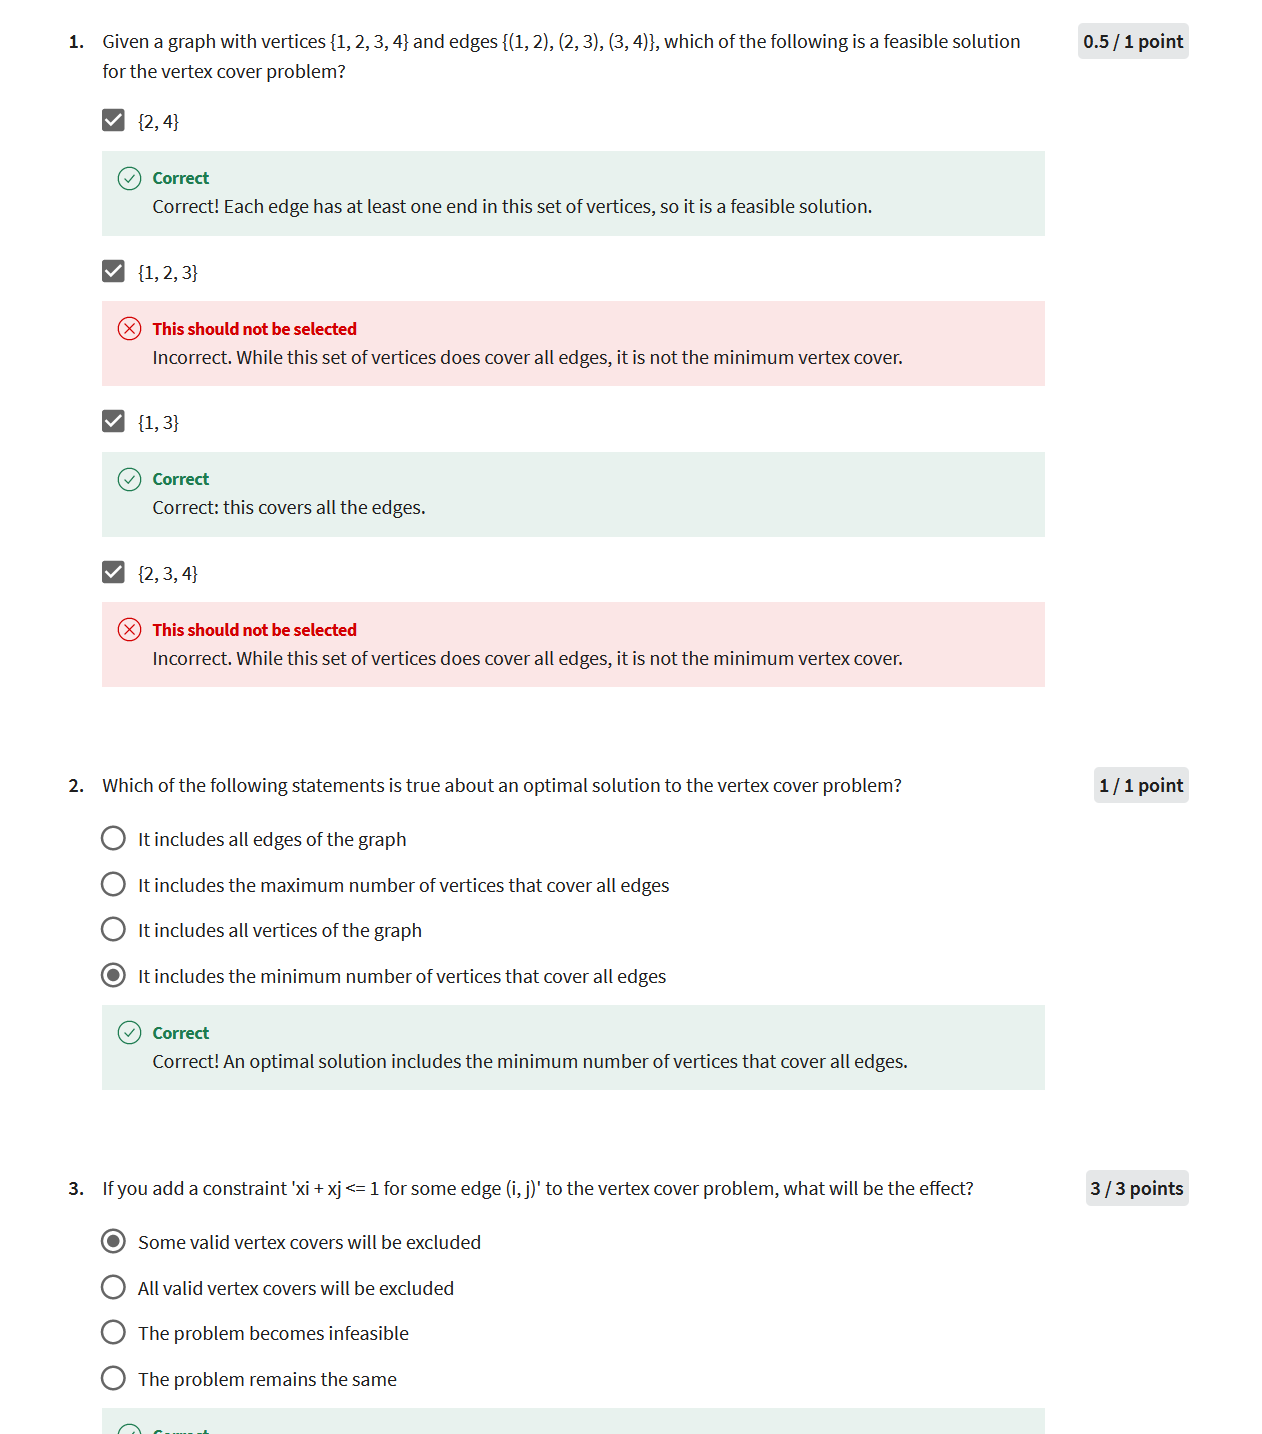 1. Given a graph with vertices {1, 2, 3, 4} and edges {(1, 2), (2, 3), (3, 4)}, which of the following is a feasible solution 0.5 / 1 point
for the vertex cover problem?
{2, 4}
Correct
Correct! Each edge has at least one end in this set of vertices, so it is a feasible solution.
{1, 2, 3}
This should not be selected
Incorrect. While this set of vertices does cover all edges, it is not the minimum vertex cover.
{1, 3}
Correct
Correct: this covers all the edges.
{2, 3, 4}
This should not be selected
Incorrect. While this set of vertices does cover all edges, it is not the minimum vertex cover.
2. Which of the following statements is true about an optimal solution to the vertex cover problem? 1 / 1 point
It includes all edges of the graph
It includes the maximum number of vertices that cover all edges
It includes all vertices of the graph
It includes the minimum number of vertices that cover all edges
Correct
Correct! An optimal solution includes the minimum number of vertices that cover all edges.
3. If you add a constraint 'xi + xj <= 1 for some edge (i, j)' to the vertex cover problem, what will be the effect? 3 / 3 points
Some valid vertex covers will be excluded
All valid vertex covers will be excluded
The problem becomes infeasible
The problem remains the same